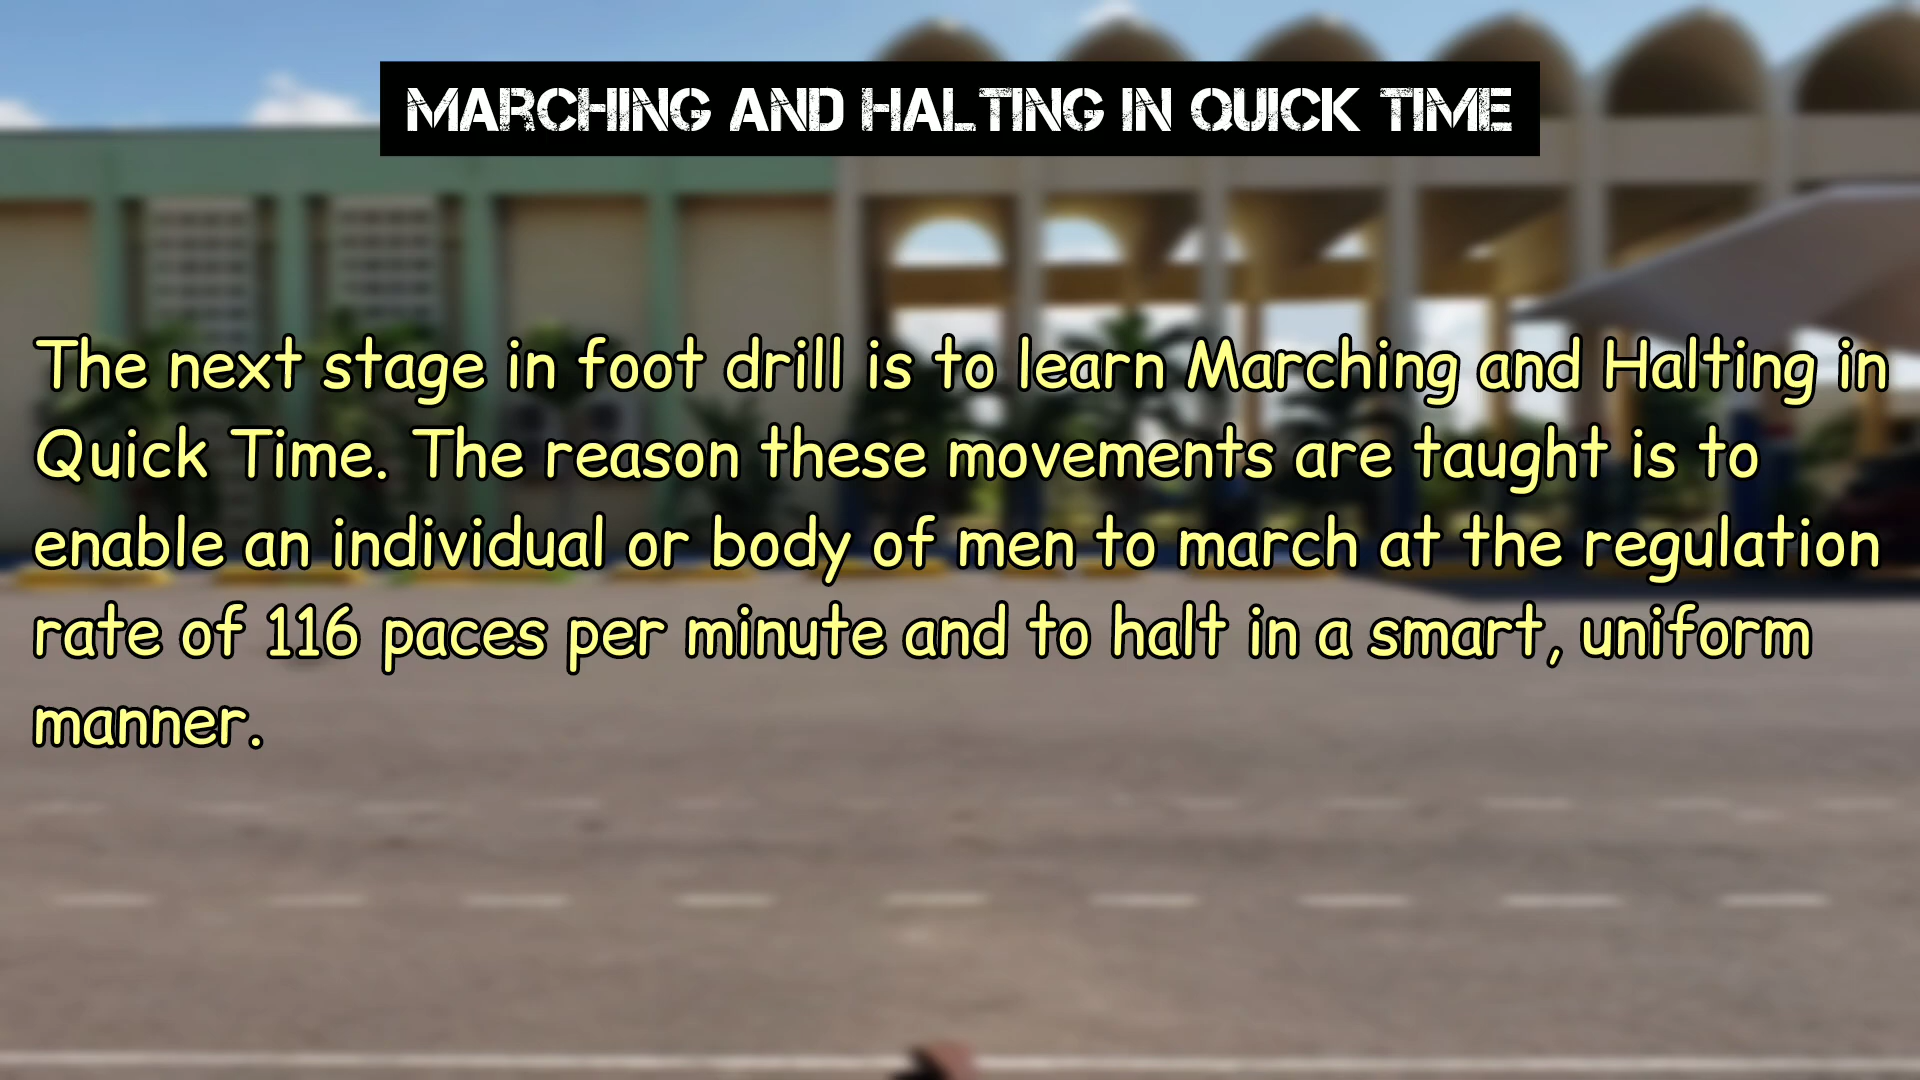 MARCHING AND HALTING IN QUICK TIME
The next stage in foot drill is to learn Marching and Halting in
Quick Time. The reason these movements are taught is to
enable an individual or body of men to march at the regulation
rate of 116 paces per minute and to halt in a smart, uniform
manner.